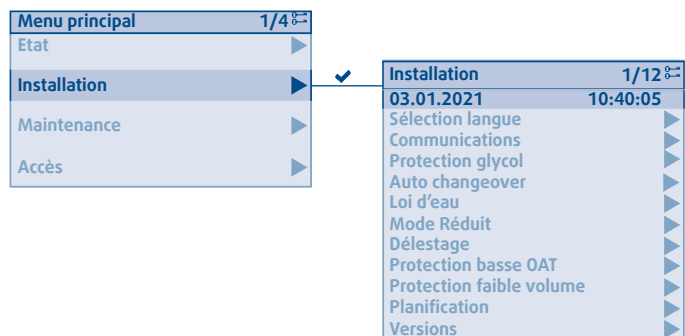 Menu principal 1/4
Etat
Installation
Maintenance
Accès
Installation 1/12
03.01.2021 10:40:05
Sélection langue
Communications
Protection glycol
Auto changeover
Loi d'eau
Mode Réduit
Délestage
Protection basse OAT
Protection faible volume
Planification
Versions